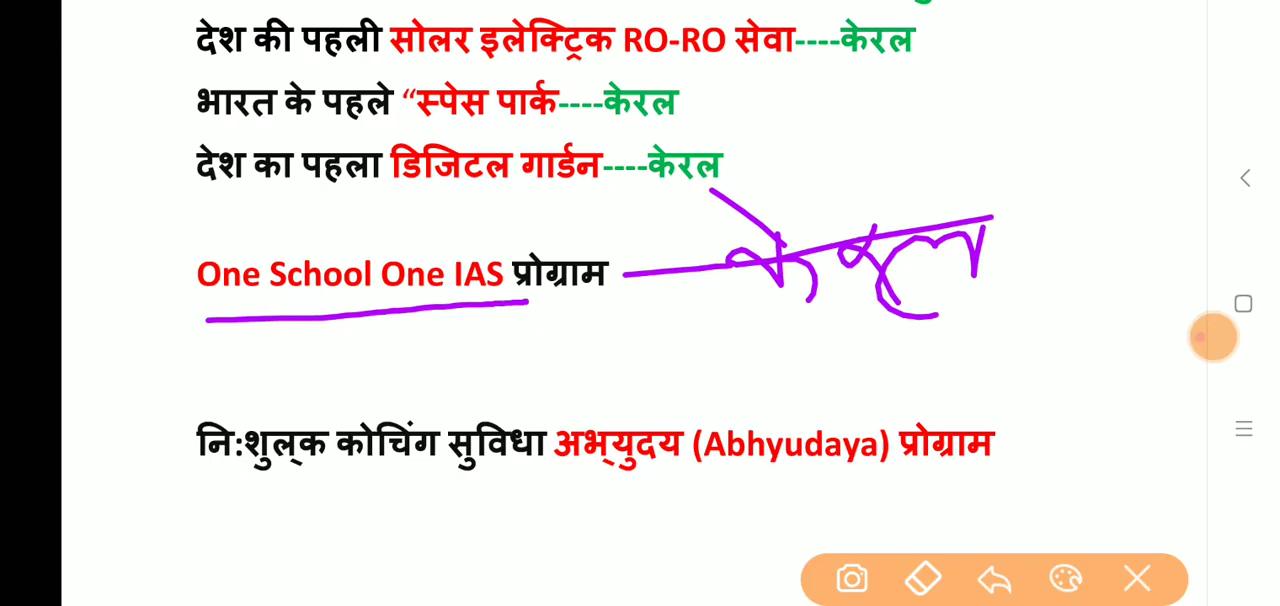 देश की पहली सोलर इलेक्ट्रिक RO-RO सेवा----केरल
भारत के पहले “स्पेस पार्क----केरल
देश का पहला डिजिटल गार्डन----केरल
One School One IAS प्रोग्राम केरल
नि:शुल्क कोचिंग सुविधा अभ्युदय (Abhyudaya) प्रोग्राम